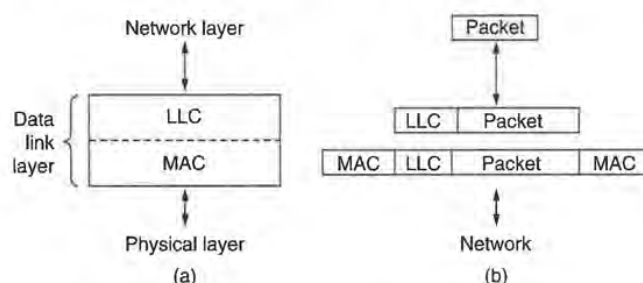 Network layer
Packet
Data
link
layer
LLC
MAC
LLC Packet
MAC LLC Packet MAC
Physical layer
Network
(a)
(b)